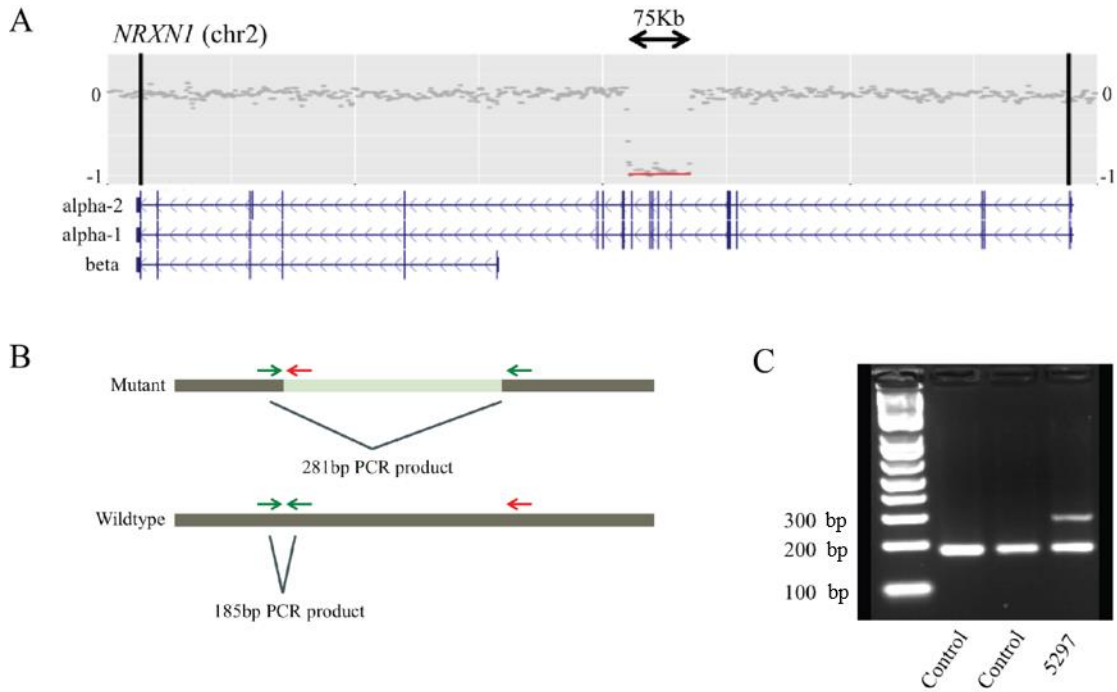 A
NRXN1 (chr2)
75Kb
0
0
-1
-1
alpha-2
alpha-1
beta
B
Mutant
281bp PCR product
Wildtype
185bp PCR product
C
300 bp
200 bp
100 bp
Control
Control
5297